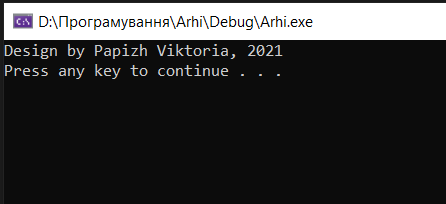 D:\Програмування\Arhi\Debug\Arhi.exe
Design by Papizh Viktoria, 2021
Press any key to continue . . .